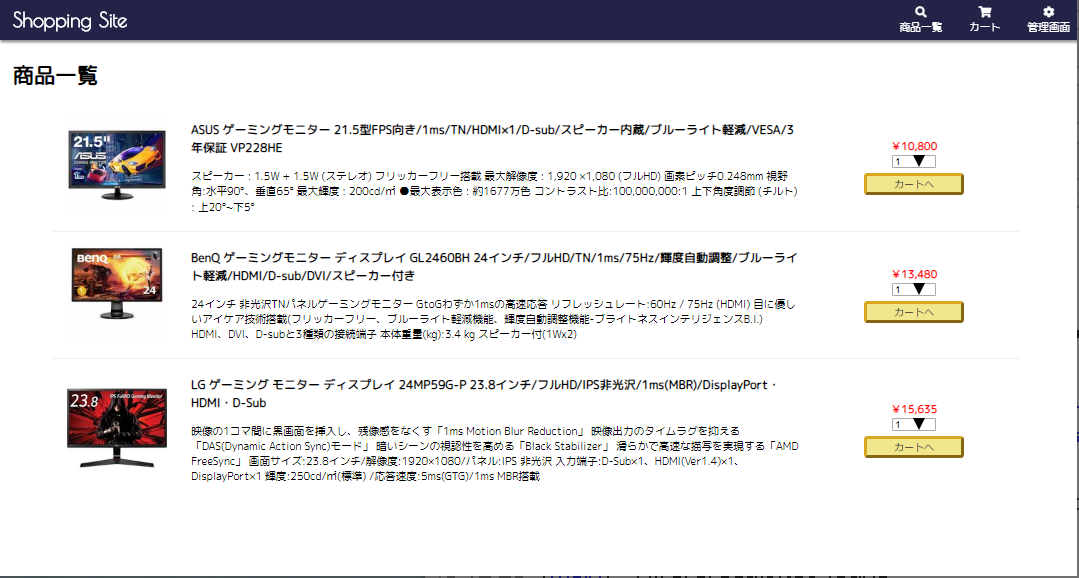 Shopping Site
商品一覧
カート
管理画面
商品一覧
21.5"
ASUS
ASUS ゲーミングモニター 21.5型FPS向き/1ms/TN/HDMI×1/D-sub/スピーカー内蔵/ブルーライト軽減/VESA/3
年保証 VP228HE
スピーカー : 1.5W + 1.5W (ステレオ) フリッカーフリー搭載 最大解像度 : 1,920 ×1,080 (フルHD) 画素ピッチ0.248mm 視野
角:水平90°、垂直65° 最大輝度 : 200cd/㎡ ●最大表示色 : 約1677万色 コントラスト比:100,000,000:1 上下角度調節 (チルト)
: 上20°~下5°
￥10,800
1
カートへ
BenQ
24
BenQ ゲーミングモニター ディスプレイ GL2460BH 24インチ/フルHD/TN/1ms/75Hz/輝度自動調整/ブルーライ
ト軽減/HDMI/D-sub/DVI/スピーカー付き
24インチ 非光沢TNパネルゲーミングモニター GtoGわずか1msの高速応答 リフレッシュレート:60Hz / 75Hz (HDMI) 目に優し
いアイケア技術搭載(フリッカーフリー、ブルーライト軽減機能、輝度自動調整機能-ブライトネスインテリジェンスB.I.)
HDMI、DVI、D-subと3種類の接続端子 本体重量(kg):3.4 kg スピーカー付(1Wx2)
￥13,480
1
カートへ
23.8
IPS FullHD Gaming Monitor
LG ゲーミング モニター ディスプレイ 24MP59G-P 23.8インチ/フルHD/IPS非光沢/1ms(MBR)/DisplayPort・
HDMI・D-Sub
映像の1コマ間に黒画面を挿入し、残像感をなくす「1ms Motion Blur Reduction」 映像出力のタイムラグを抑える
「DAS(Dynamic Action Sync)モード」 暗いシーンの視認性を高める「Black Stabilizer」 滑らかで高速な描写を実現する「AMD
FreeSync」 画面サイズ:23.8インチ/解像度:1920×1080//パネル:IPS 非光沢 入力端子:D-Sub×1、HDMI(Ver1.4)×1、
DisplayPort×1 輝度:250cd/㎡(標準) /応答速度:5ms(GTG)/1ms MBR搭載
￥15,635
1
カートへ